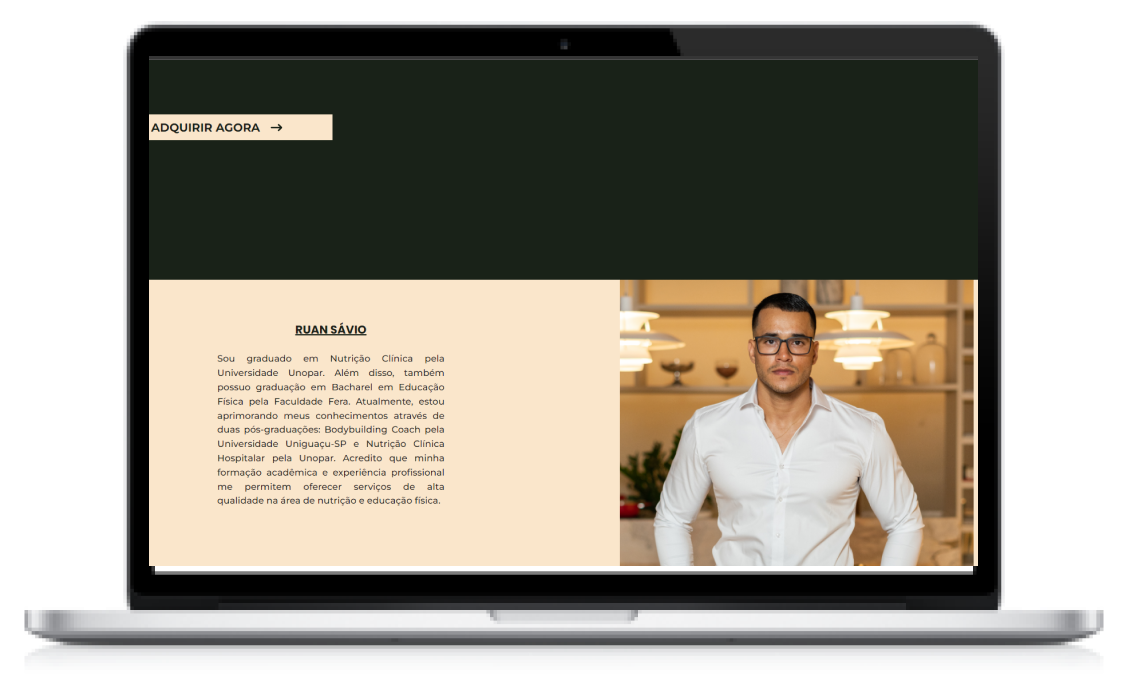 ADQUIRIR AGORA →
RUAN SÁVIO
Sou graduado em Nutrição Clínica pela
Universidade Unopar. Além disso, também
possuo graduação em Bacharel em Educação
Física pela Faculdade Fera. Atualmente, estou
aprimorando meus conhecimentos através de
duas pós-graduações: Bodybuilding Coach pela
Universidade Uniguaçu-SP e Nutrição Clínica
Hospitalar pela Unopar. Acredito que minha
formação acadêmica e experiência profissional
me permitem oferecer serviços de alta
qualidade na área de nutrição e educação física.